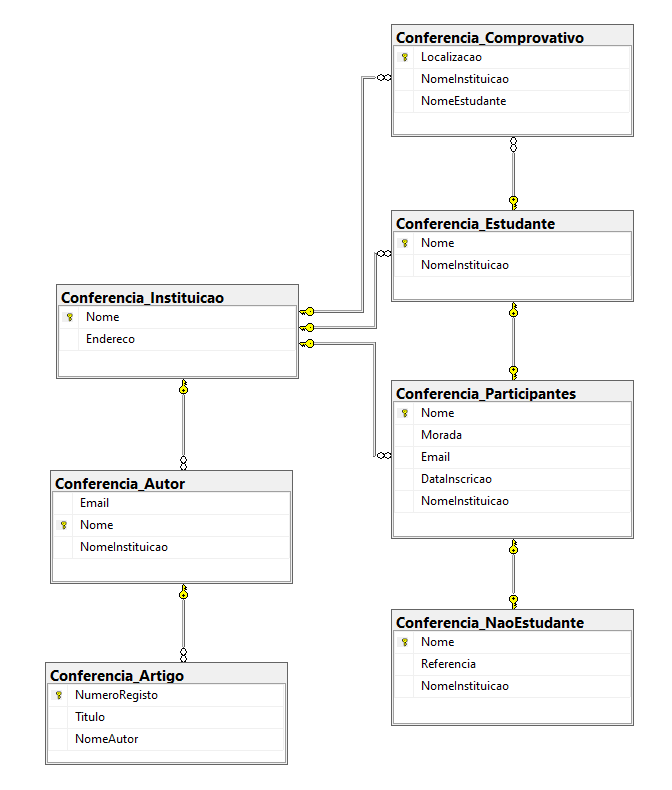 Conferencia_Comprovativo
Localizacao
NomeInstituicao
NomeEstudante
Conferencia_Estudante
Nome
NomeInstituicao
Conferencia_Instituicao
Nome
Endereco
Conferencia_Participantes
Nome
Morada
Email
DataInscricao
NomeInstituicao
Conferencia_Autor
Email
Nome
NomeInstituicao
Conferencia_NaoEstudante
Nome
Referencia
NomeInstituicao
Conferencia_Artigo
NumeroRegisto
Titulo
NomeAutor